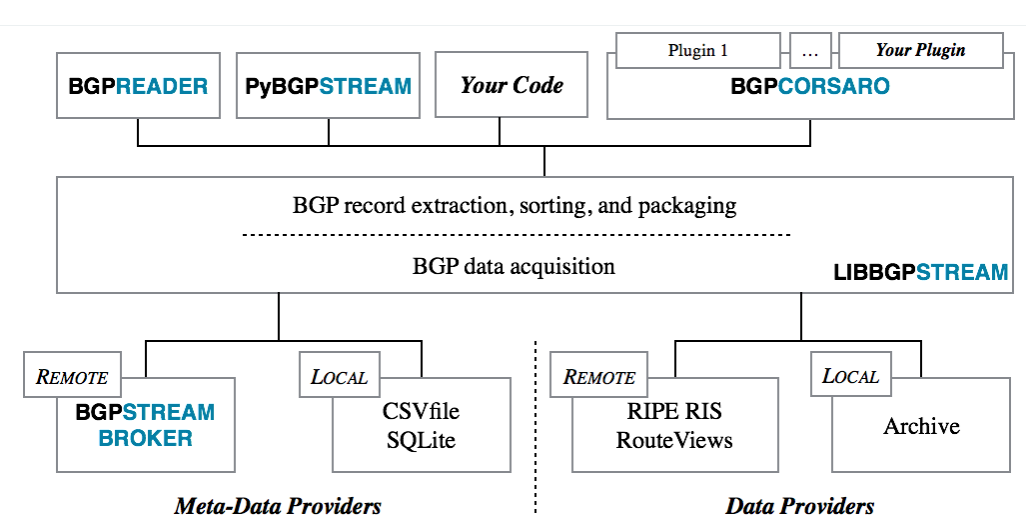 Plugin 1
…
Your Plugin
BGPREADER
PyBGPSTREAM
Your Code
BGPCORSARO
BGP record extraction, sorting, and packaging
BGP data acquisition
LIBBGPSTREAM
REMOTE
BGPSTREAM
BROKER
LOCAL
CSVfile
SQLite
REMOTE
RIPE RIS
RouteViews
LOCAL
Archive
Meta-Data Providers
Data Providers